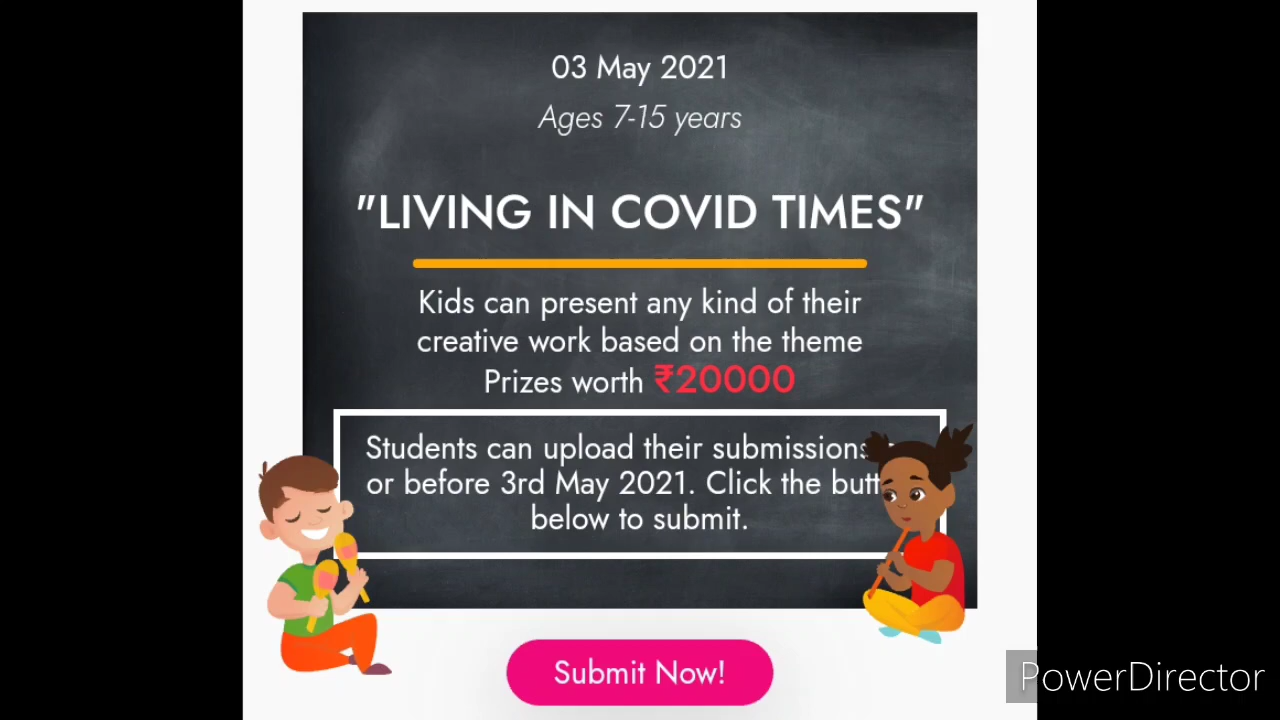 03 May 2021
Ages 7-15 years
"LIVING IN COVID TIMES"
Kids can present any kind of their
creative work based on the theme
Prizes worth ₹20000
Students can upload their submissions
or before 3rd May 2021. Click the butt
below to submit.
Submit Now!
PowerDirector